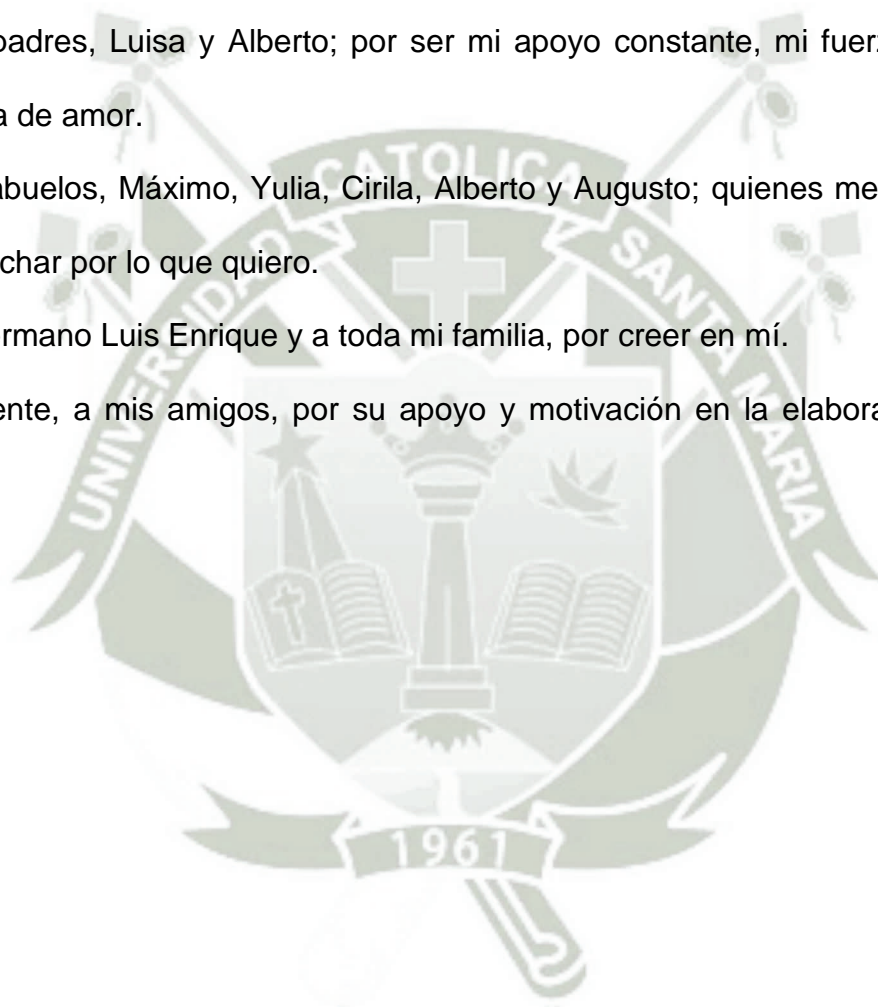 padres, Luisa y Alberto; por ser mi apoyo constante, mi fuerz
a de amor.
abuelos, Máximo, Yulia, Cirila, Alberto y Augusto; quienes me
char por lo que quiero.
ermano Luis Enrique y a toda mi familia, por creer en mí.
ente, a mis amigos, por su apoyo y motivación en la elabora
UNIVERSIDAD CATOLICA SANTA MARIA
1961